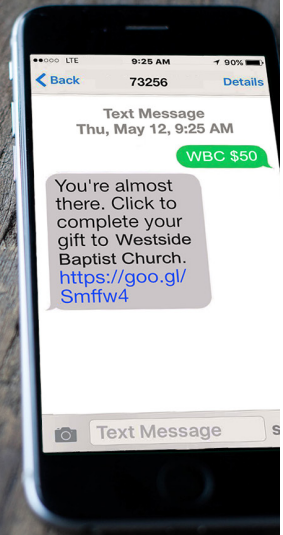 ●●○○○ LTE 9:25 AM 90%
Back 73256 Details
Text Message
Thu, May 12, 9:25 AM
WBC $50
You're almost
there. Click to
complete your
gift to Westside
Baptist Church.
https://goo.gl/
Smffw4
Text Message S